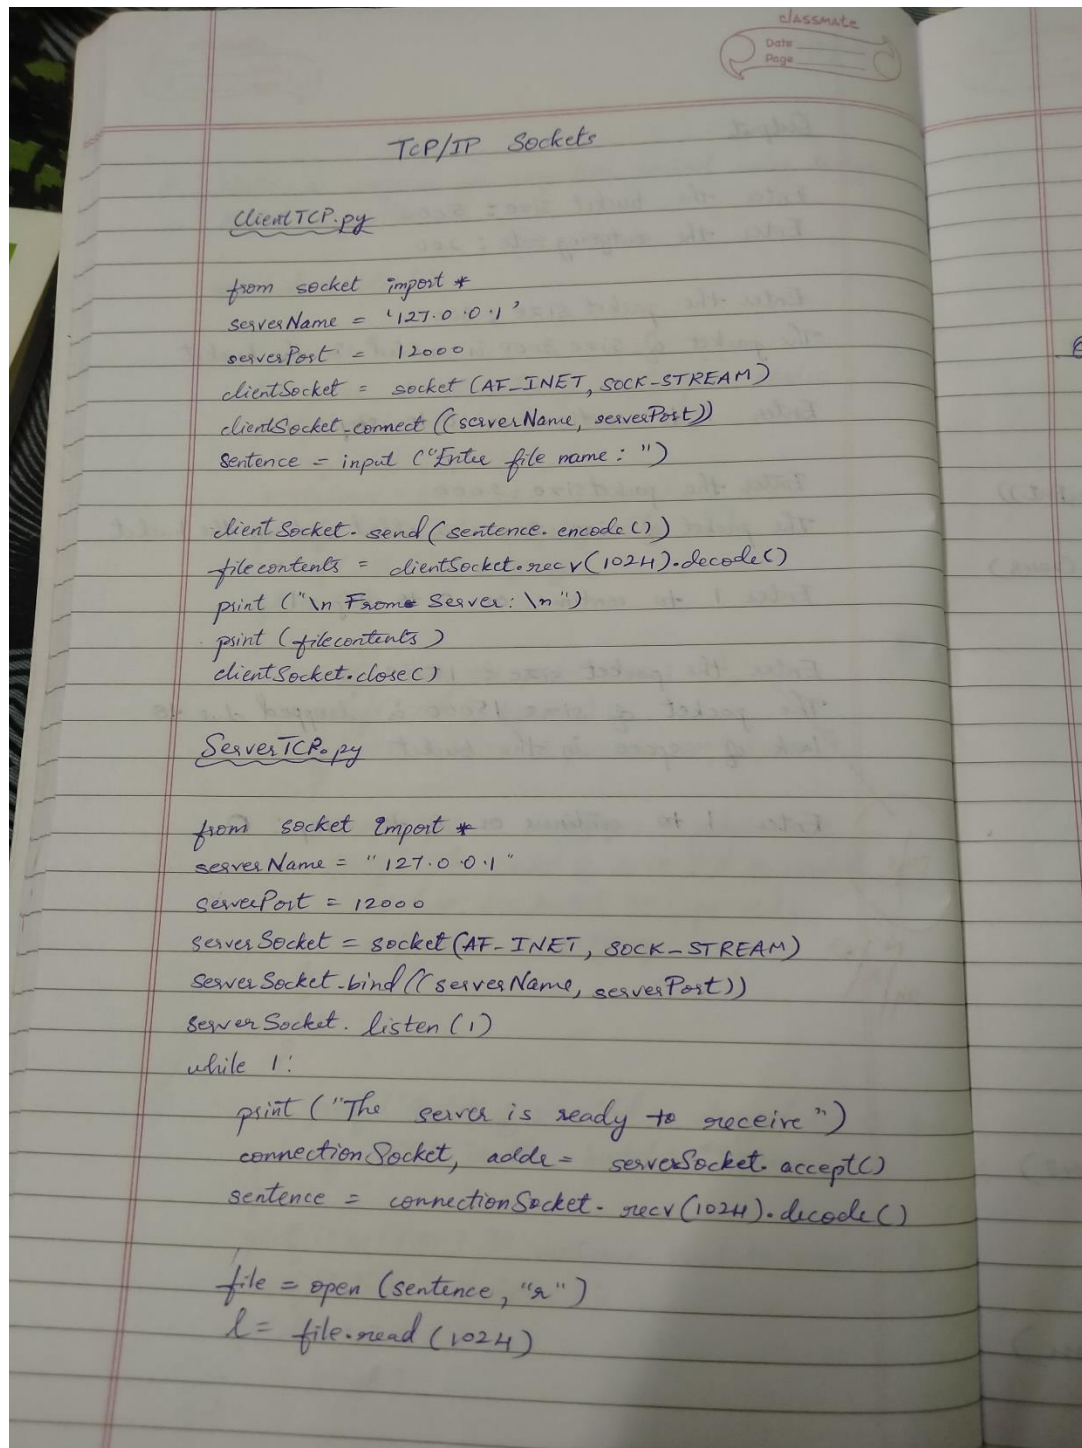 classmate
Date
Page
TCP/IP Sockets
ClientTCP.py
from socket import *
serverName = '127.0.0.1'
serverPort = 12000
clientSocket = socket (AF_INET, SOCK_STREAM)
clientSocket.connect ((serverName, serverPort))
Sentence = input ("Enter file name : ")
clientSocket.send(sentence.encode())
filecontents = clientSocket.recv(1024).decode()
print ("\n From Server: \n")
print (filecontents)
clientSocket.close()
ServerTCP.py
from socket import *
serverName = "127.0.0.1"
serverPort = 12000
serverSocket = socket (AF_INET, SOCK_STREAM)
serverSocket.bind((serverName, serverPort))
serverSocket.listen (1)
while 1:
print ("The server is ready to receive")
connectionSocket, addr = serverSocket.accept()
sentence = connectionSocket.recv(1024).decode()
file = open (sentence, "r")
l = file.read (1024)